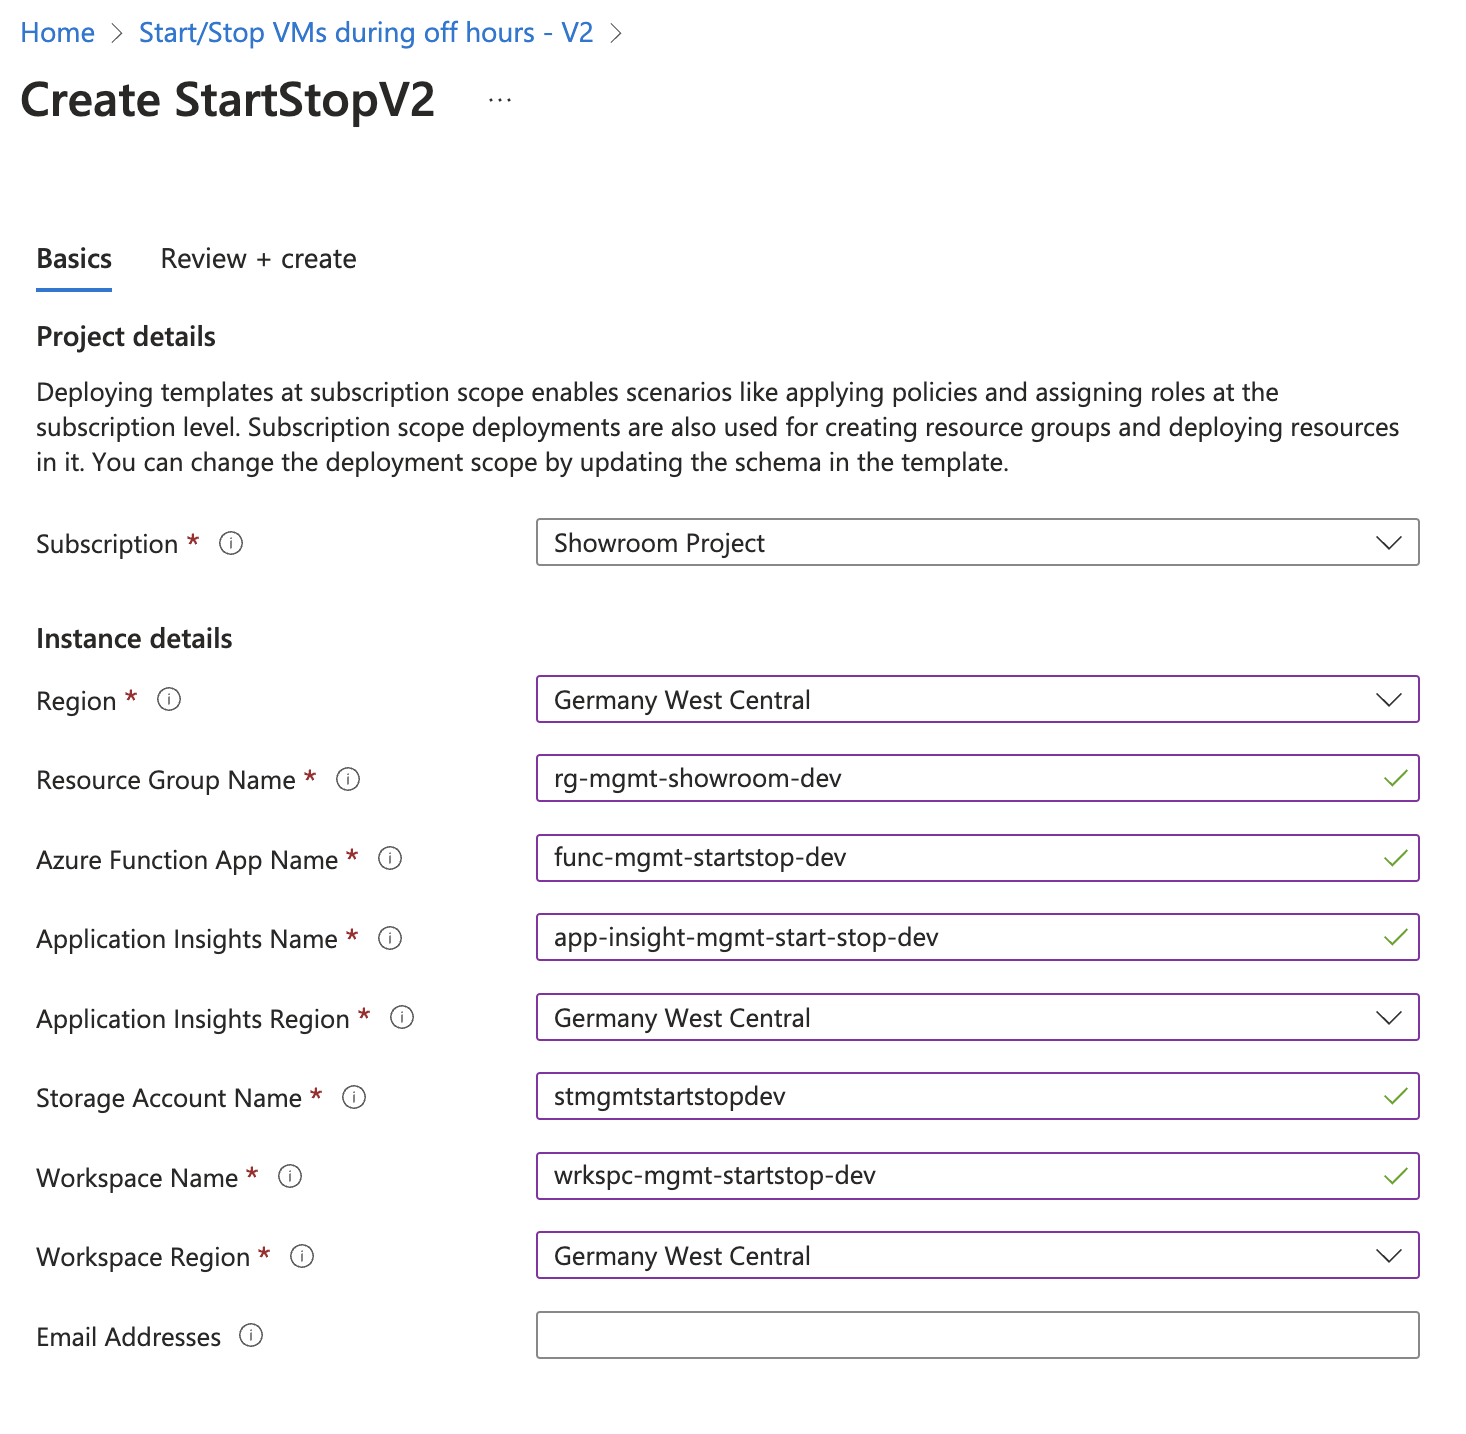 Home > Start/Stop VMs during off hours - V2 >
Create StartStopV2 ...
Basics Review + create
Project details
Deploying templates at subscription scope enables scenarios like applying policies and assigning roles at the
subscription level. Subscription scope deployments are also used for creating resource groups and deploying resources
in it. You can change the deployment scope by updating the schema in the template.
Subscription * Showroom Project
Instance details
Region * Germany West Central
Resource Group Name * rg-mgmt-showroom-dev
Azure Function App Name * func-mgmt-startstop-dev
Application Insights Name * app-insight-mgmt-start-stop-dev
Application Insights Region * Germany West Central
Storage Account Name * stmgmtstartstopdev
Workspace Name * wrkspc-mgmt-startstop-dev
Workspace Region * Germany West Central
Email Addresses